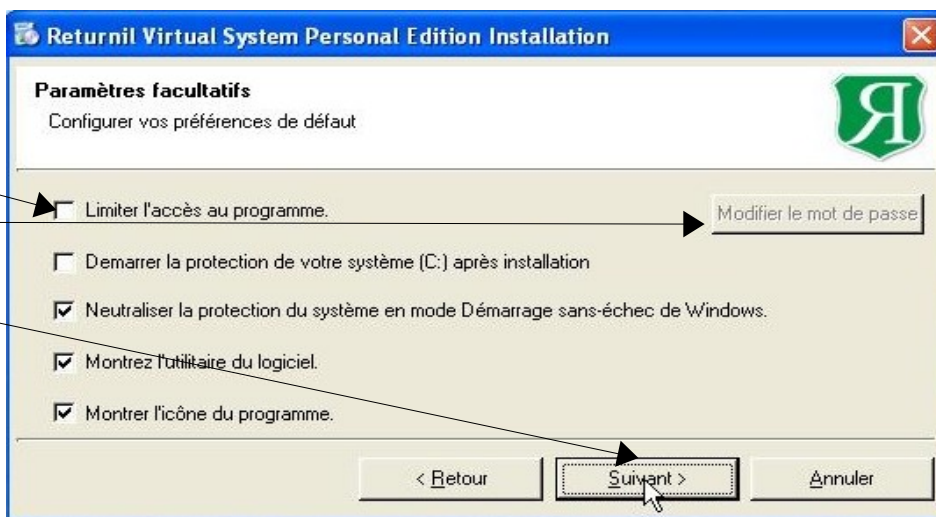 Returnil Virtual System Personal Edition Installation
Paramètres facultatifs
Configurer vos préférences de défaut
Limiter l'accès au programme.
Modifier le mot de passe
Demarrer la protection de votre système (C:) après installation
Neutraliser la protection du système en mode Démarrage sans-échec de Windows.
Montrez l'utilitaire du logiciel.
Montrer l'icône du programme.
< Retour
Suivant >
Annuler